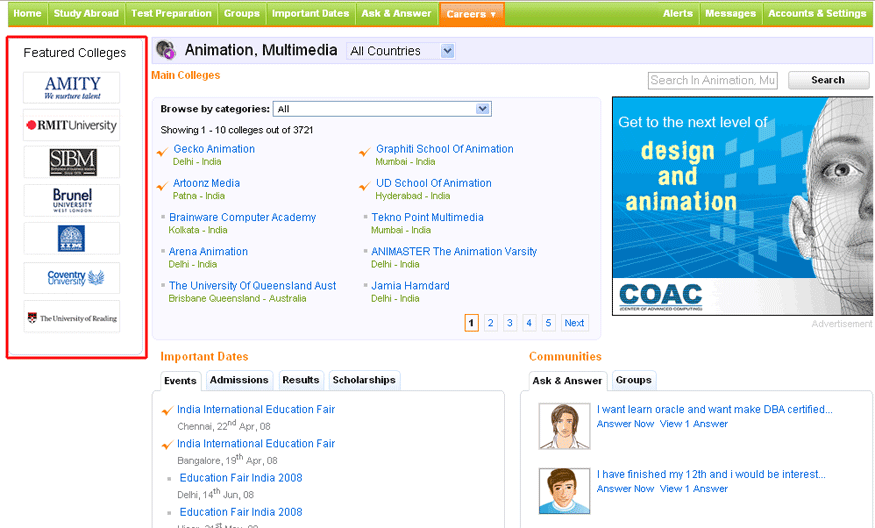 Home Study Abroad Test Preparation Groups Important Dates Ask & Answer Careers ▼ Alerts Messages Accounts & Settings
Featured Colleges
AMITY
We nurture talent
RMIT University
SIBM
Brunel
UNIVERSITY
WEST LONDON
Coventry
University
The University of Reading
Animation, Multimedia All Countries
Main Colleges
Search In Animation, Mu Search
Browse by categories: All
Showing 1 - 10 colleges out of 3721
Gecko Animation
Delhi - India
Graphiti School Of Animation
Mumbai - India
Artoonz Media
Patna - India
UD School Of Animation
Hyderabad - India
Brainware Computer Academy
Kolkata - India
Tekno Point Multimedia
Mumbai - India
Arena Animation
Delhi - India
ANIMASTER The Animation Varsity
Delhi - India
The University Of Queensland Aust
Brisbane Queensland - Australia
Jamia Hamdard
Delhi - India
1 2 3 4 5 Next
Get to the next level of
design
and
animation
COAC
(CENTER OF ADVANCED COMPUTING)
Advertisement
Important Dates
Events Admissions Results Scholarships
India International Education Fair
Chennai, 22nd Apr, 08
India International Education Fair
Bangalore, 19th Apr, 08
Education Fair India 2008
Delhi, 14th Jun, 08
Education Fair India 2008
Communities
Ask & Answer Groups
I want learn oracle and want make DBA certified...
Answer Now View 1 Answer
I have finished my 12th and i would be interest...
Answer Now View 1 Answer